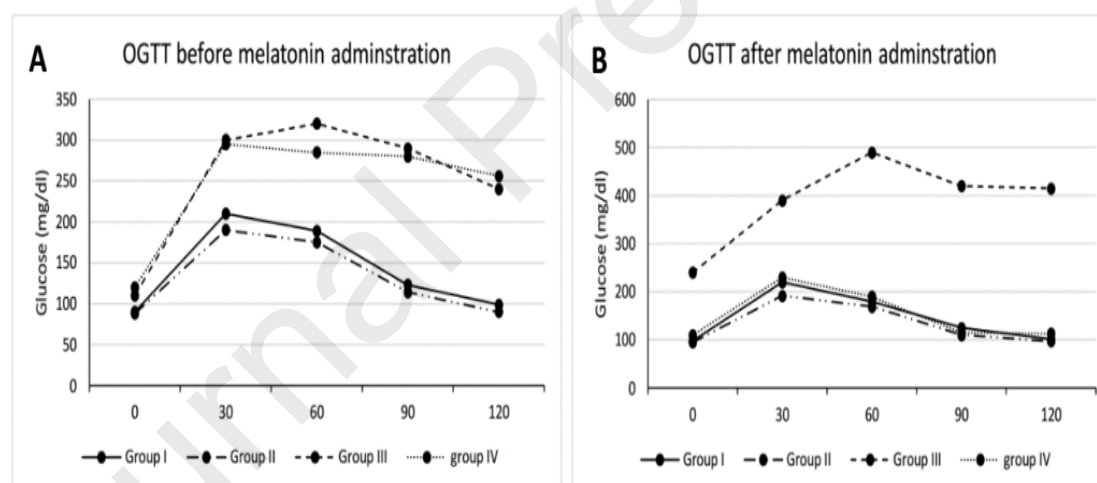 A
OGTT before melatonin adminstration
350
300
250
200
150
100
50
0
Glucose (mg/dl)
0 30 60 90 120
Group I Group II Group III group IV
B
OGTT after melatonin adminstration
600
500
400
300
200
100
0
Glucose (mg/dl)
0 30 60 90 120
Group I Group II Group III group IV
urnal Pre